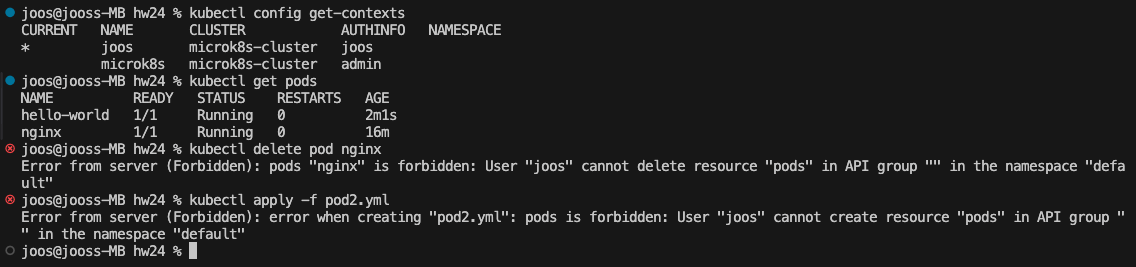 joos@jooss-MB hw24 % kubectl config get-contexts
CURRENT   NAME       CLUSTER            AUTHINFO   NAMESPACE
*         joos       microk8s-cluster   joos
          microk8s   microk8s-cluster   admin
joos@jooss-MB hw24 % kubectl get pods
NAME          READY   STATUS    RESTARTS   AGE
hello-world   1/1     Running   0          2m1s
nginx         1/1     Running   0          16m
joos@jooss-MB hw24 % kubectl delete pod nginx
Error from server (Forbidden): pods "nginx" is forbidden: User "joos" cannot delete resource "pods" in API group "" in the namespace "defa
ult"
joos@jooss-MB hw24 % kubectl apply -f pod2.yml
Error from server (Forbidden): error when creating "pod2.yml": pods is forbidden: User "joos" cannot create resource "pods" in API group "
" in the namespace "default"
joos@jooss-MB hw24 %